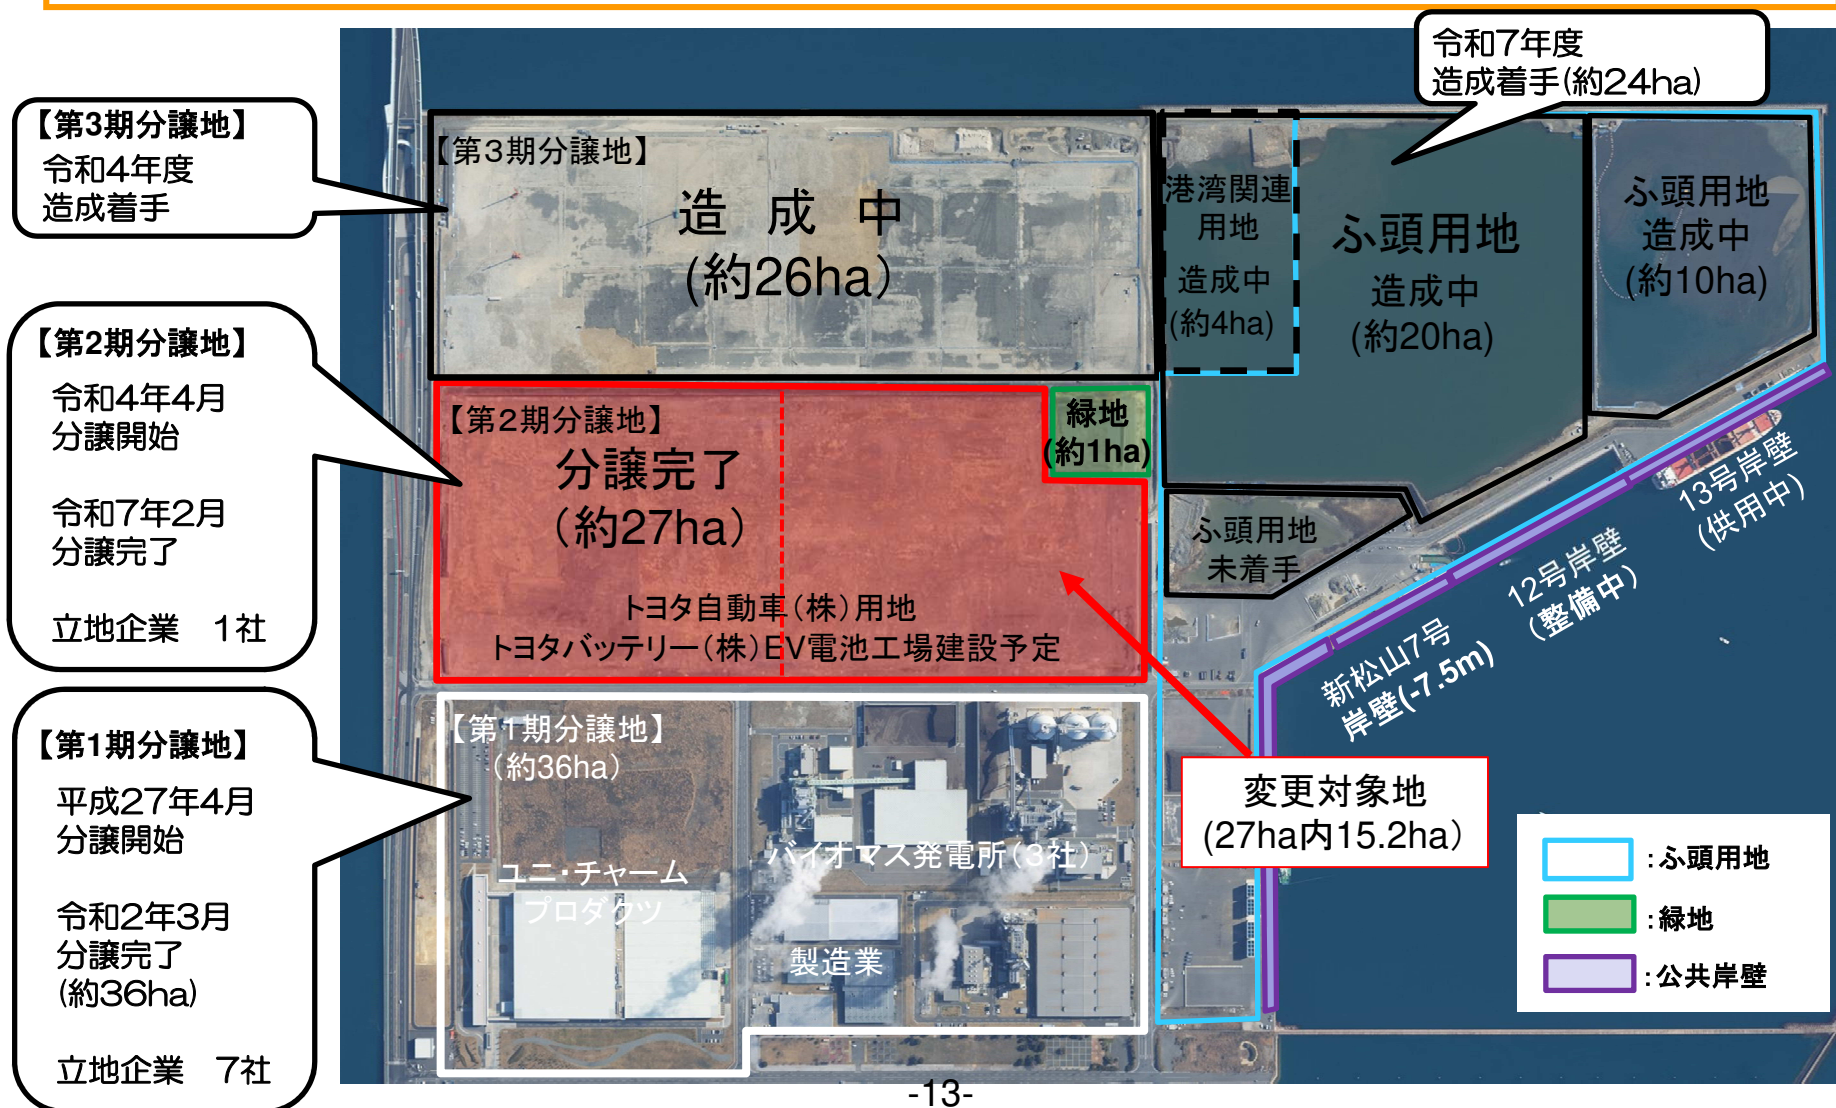 令和7年度
造成着手(約24ha)
【第3期分譲地】
令和4年度
造成着手
【第3期分譲地】
造 成 中
(約26ha)
港湾関連
用地
造成中
(約4ha)
ふ頭用地
造成中
(約20ha)
ふ頭用地
造成中
(約10ha)
【第2期分譲地】
令和4年4月
分譲開始
令和7年2月
分譲完了
立地企業 1社
【第2期分譲地】
分譲完了
(約27ha)
緑地
(約1ha)
トヨタ自動車(株)用地
トヨタバッテリー(株)EV電池工場建設予定
ふ頭用地
未着手
13号岸壁
(供用中)
12号岸壁
(整備中)
新松山7号
岸壁(-7.5m)
【第1期分譲地】
平成27年4月
分譲開始
令和2年3月
分譲完了
(約36ha)
立地企業 7社
【第1期分譲地】
(約36ha)
ユニ・チャーム
プロダクツ
バイオマス発電所(3社)
製造業
変更対象地
(27ha内15.2ha)
:ふ頭用地
:緑地
:公共岸壁
-13-